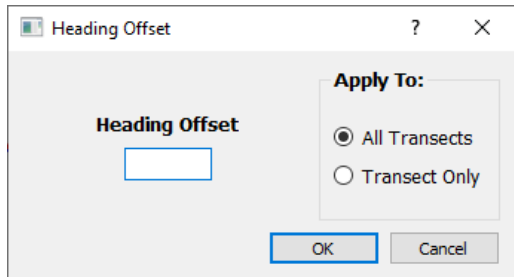 Heading Offset
?
Apply To:
Heading Offset
All Transects
Transect Only
OK
Cancel